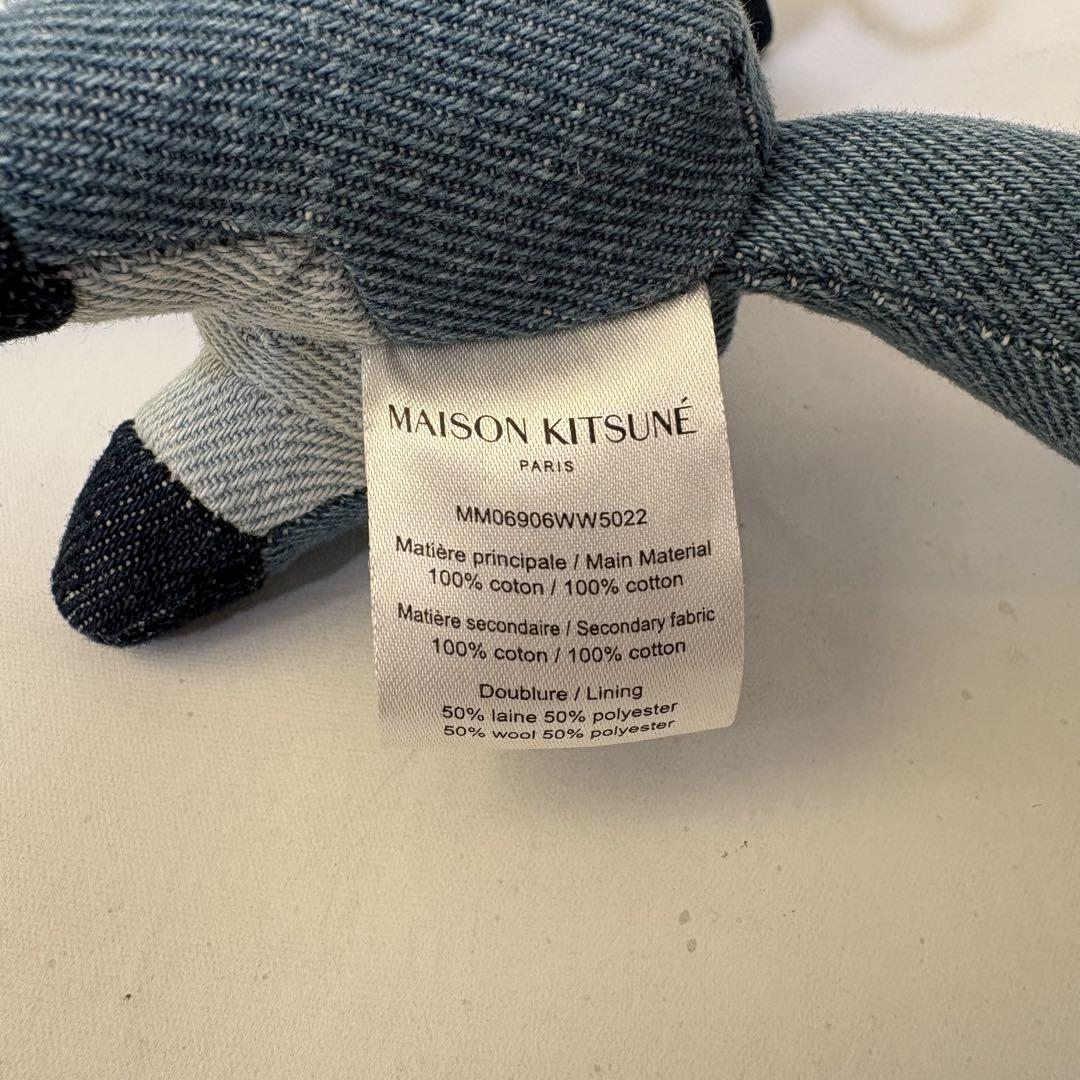 MAISON KITSUNÉ
PARIS
MM06906WW5022
Matière principale / Main Material
100% coton / 100% cotton
Matière secondaire / Secondary fabric
100% coton / 100% cotton
Doublure / Lining
50% laine 50% polyester
50% wool 50% polyester